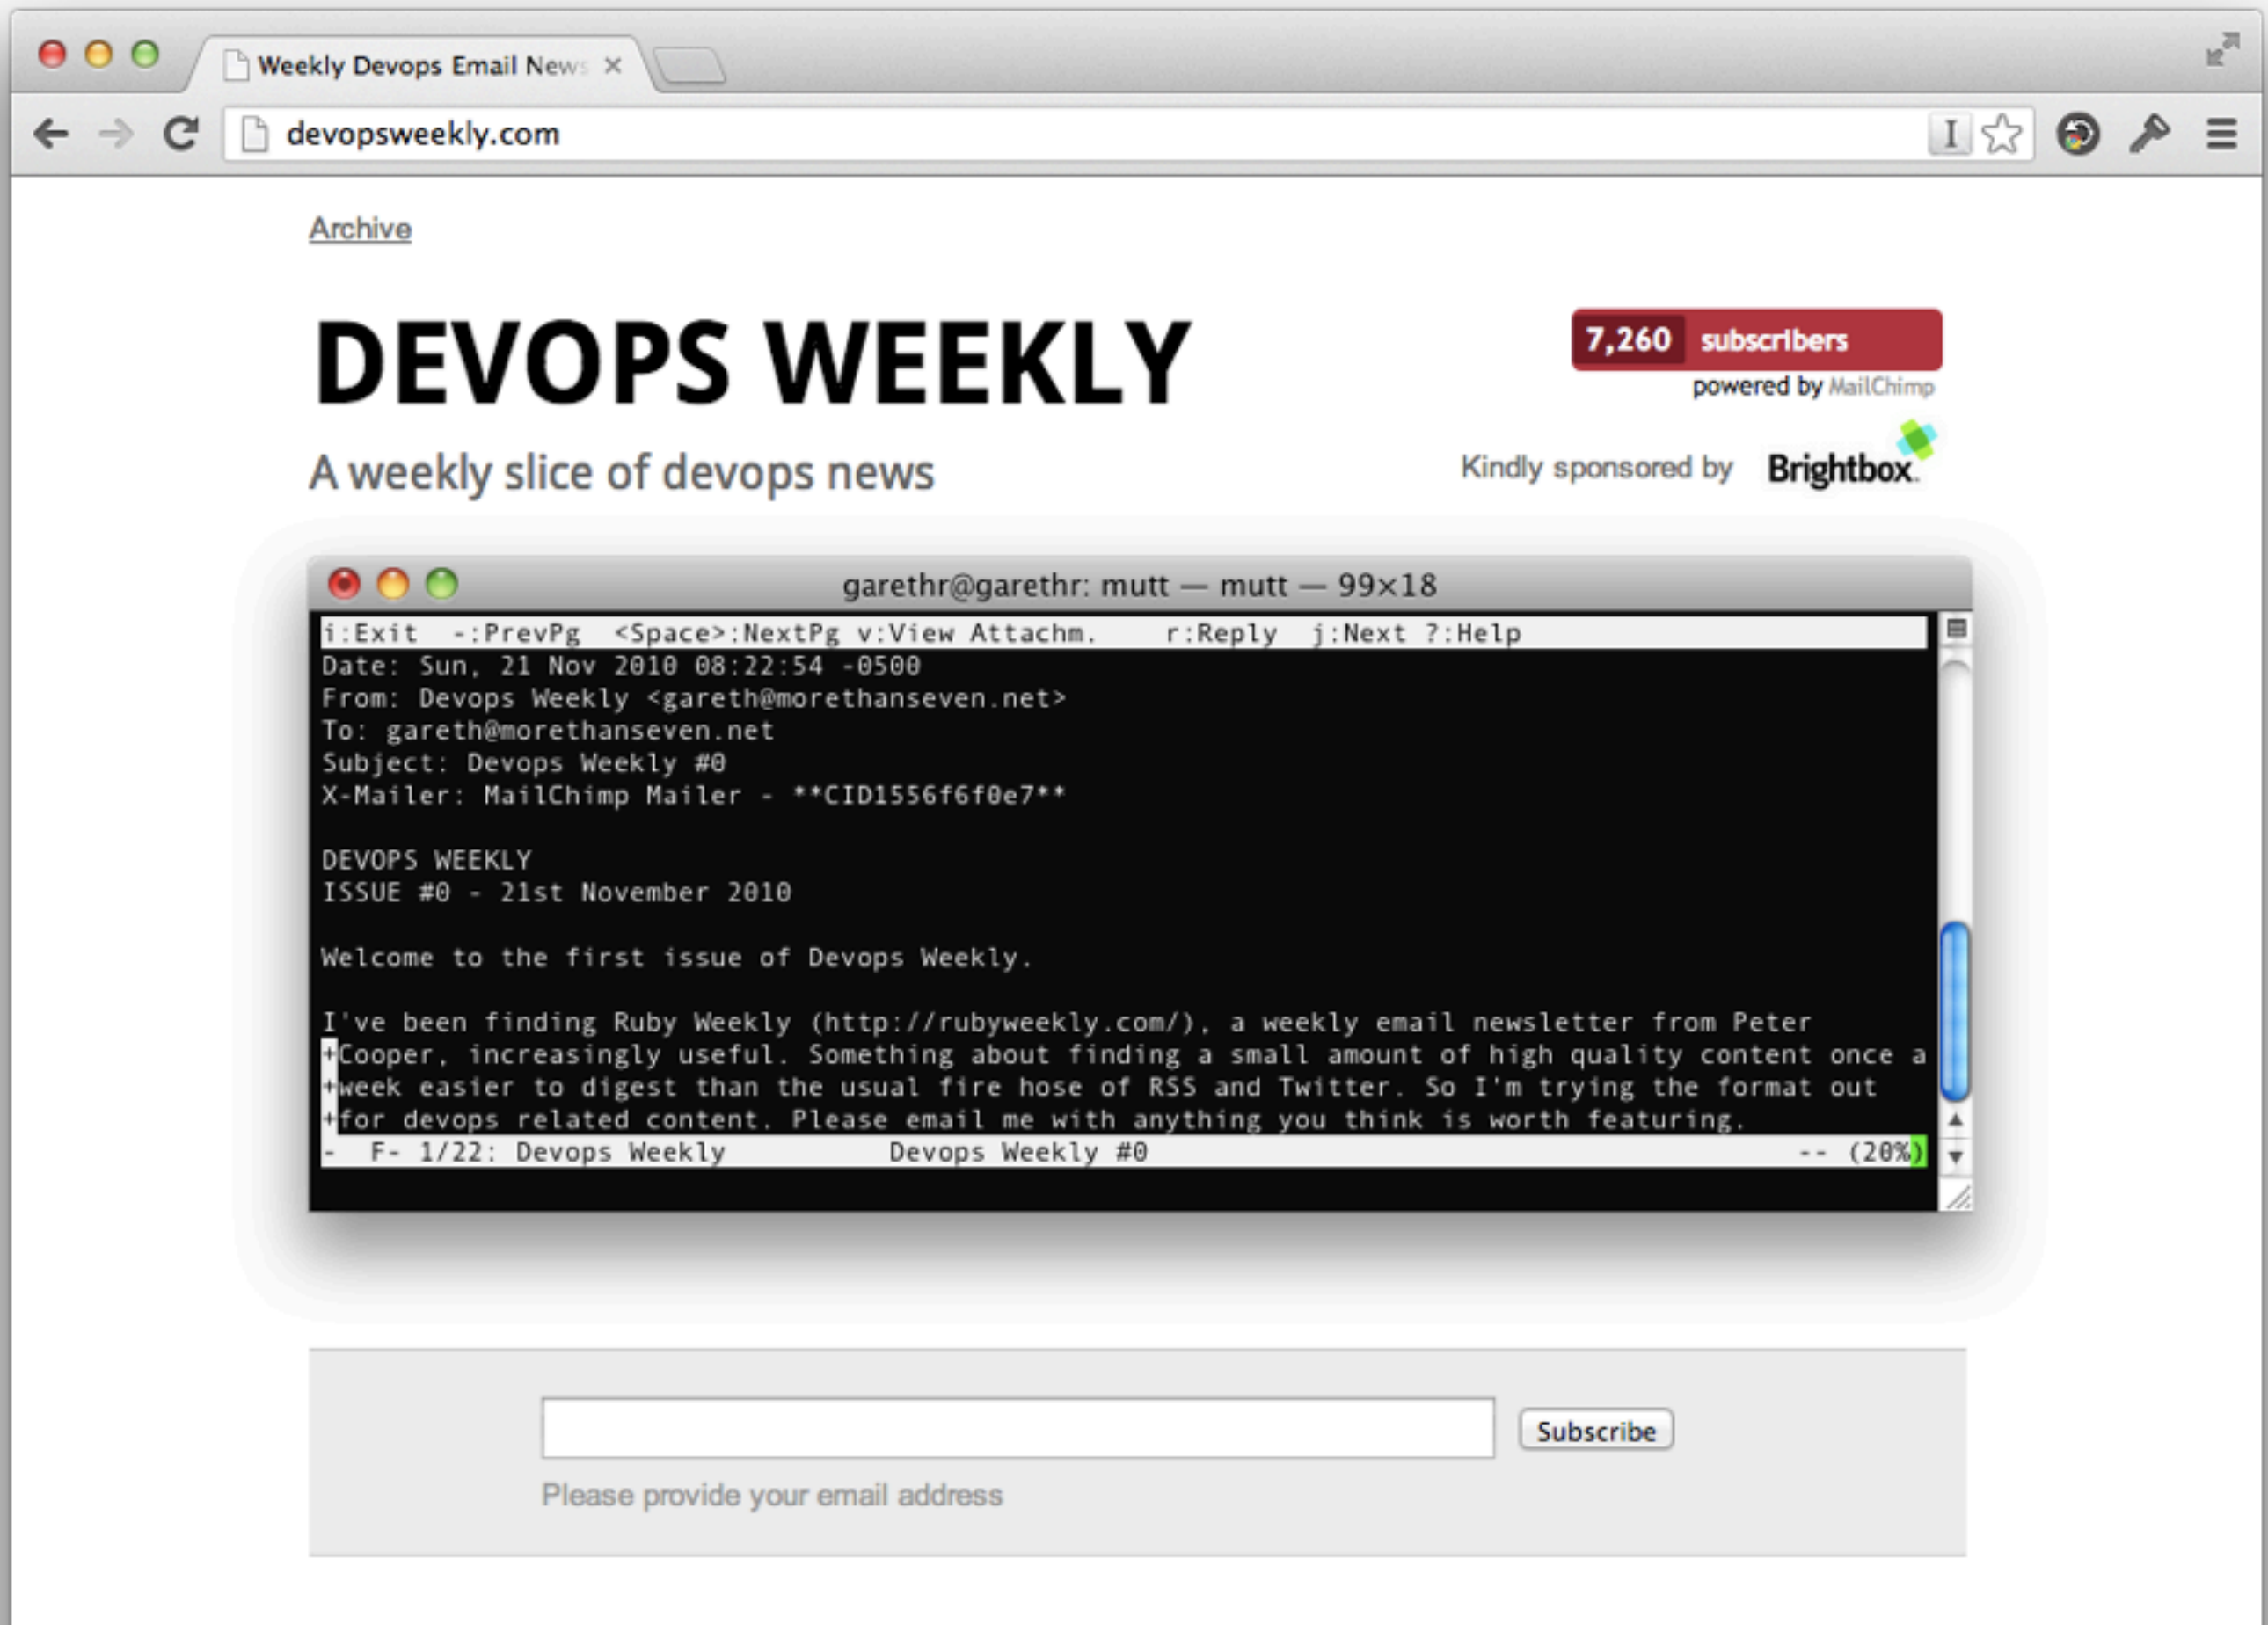 Weekly Devops Email News
devopsweekly.com
Archive
DEVOPS WEEKLY
7,260 subscribers
powered by MailChimp
A weekly slice of devops news
Kindly sponsored by Brightbox.
garethr@garethr: mutt — mutt — 99×18
i:Exit  -:PrevPg  <Space>:NextPg v:View Attachm.    r:Reply  j:Next ?:Help
Date: Sun, 21 Nov 2010 08:22:54 -0500
From: Devops Weekly <gareth@morethanseven.net>
To: gareth@morethanseven.net
Subject: Devops Weekly #0
X-Mailer: MailChimp Mailer - **CID1556f6f0e7**
DEVOPS WEEKLY
ISSUE #0 - 21st November 2010
Welcome to the first issue of Devops Weekly.
I've been finding Ruby Weekly (http://rubyweekly.com/), a weekly email newsletter from Peter
+Cooper, increasingly useful. Something about finding a small amount of high quality content once a
+week easier to digest than the usual fire hose of RSS and Twitter. So I'm trying the format out
+for devops related content. Please email me with anything you think is worth featuring.
-  F- 1/22: Devops Weekly          Devops Weekly #0                                        -- (20%)
Subscribe
Please provide your email address